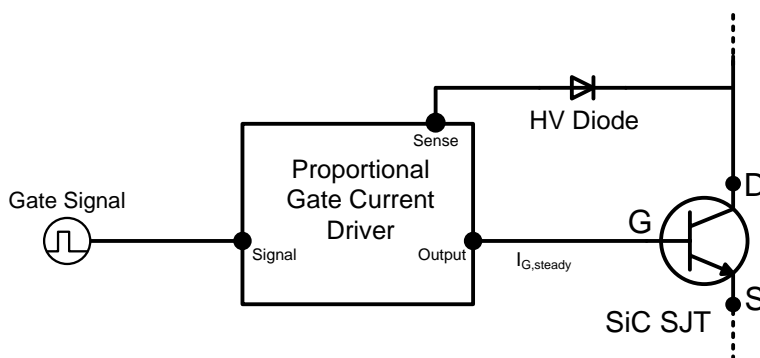 HV Diode
Sense
Proportional
Gate Current
Driver
Gate Signal
Signal
Output
I_G,steady
G
D
S
SiC SJT